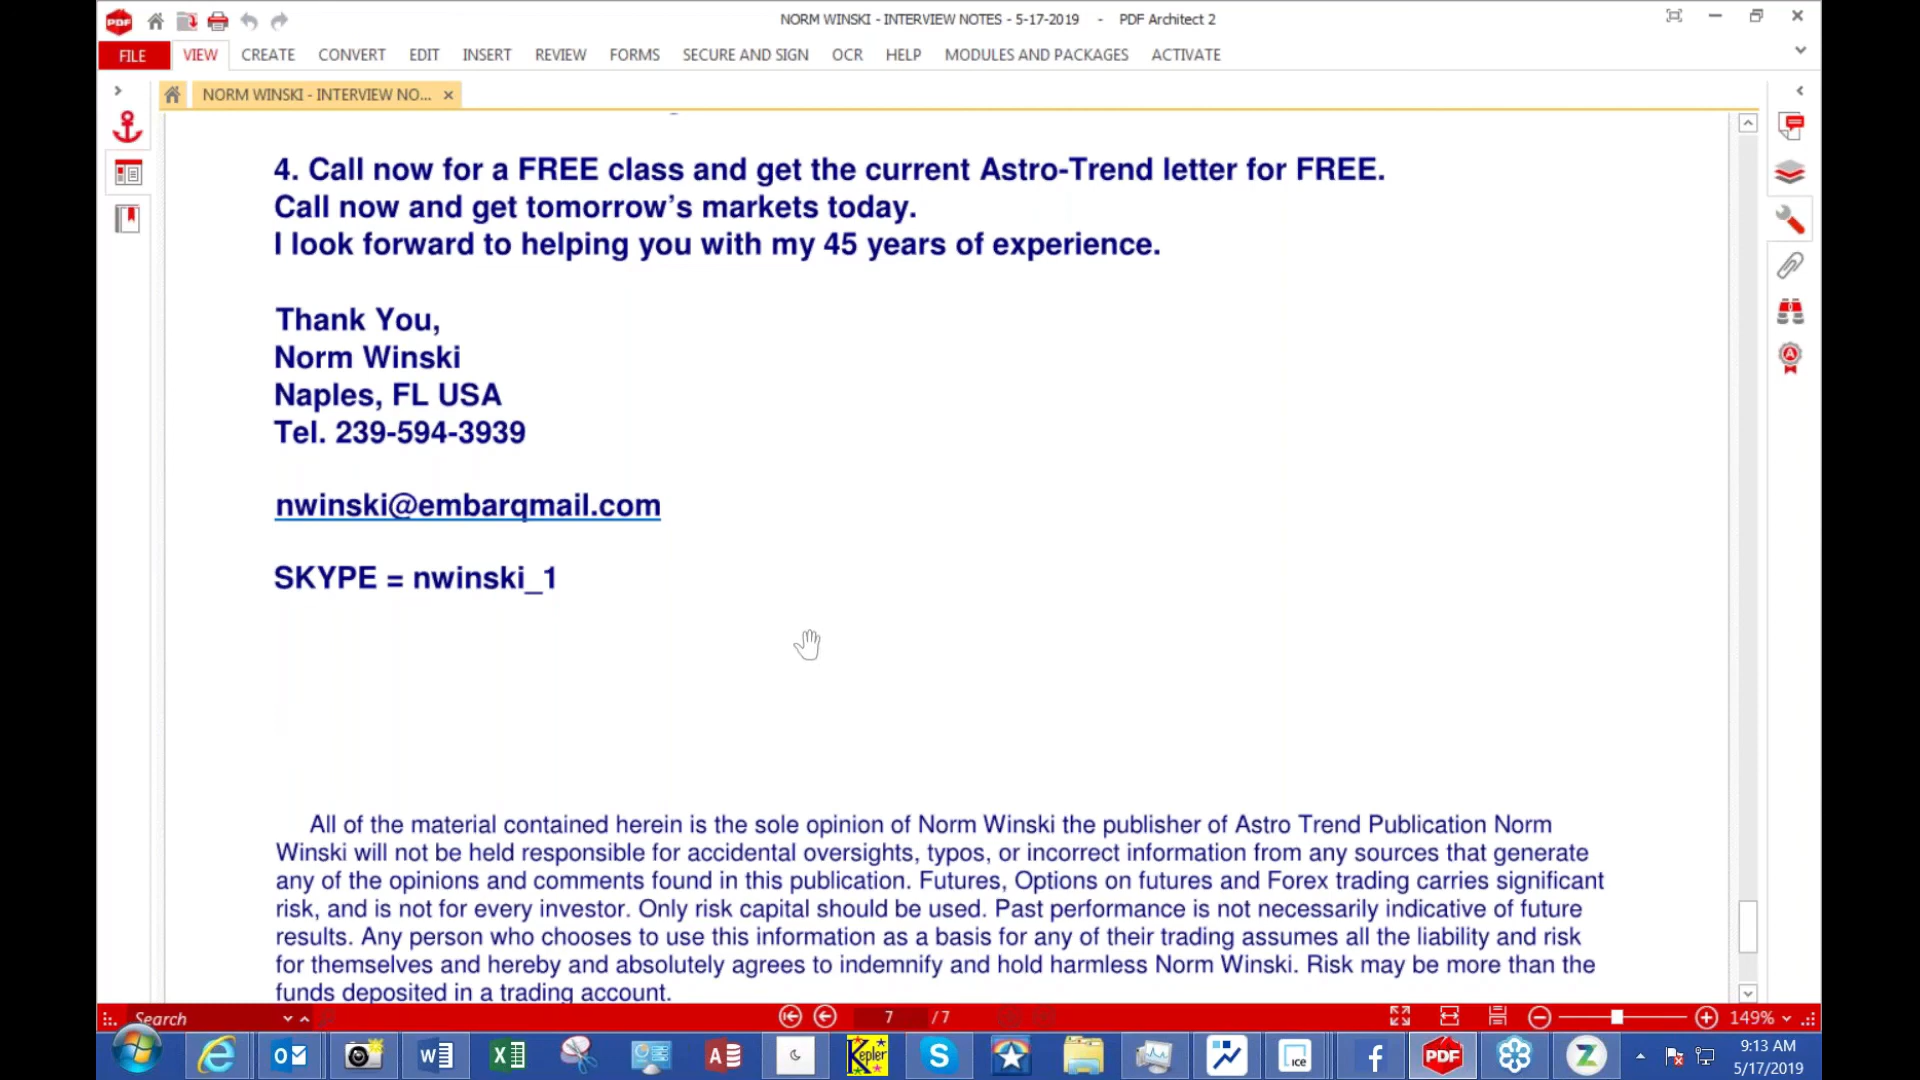 NORM WINSKI - INTERVIEW NOTES - 5-17-2019 - PDF Architect 2
FILE VIEW CREATE CONVERT EDIT INSERT REVIEW FORMS SECURE AND SIGN OCR HELP MODULES AND PACKAGES ACTIVATE
NORM WINSKI - INTERVIEW NO...
4. Call now for a FREE class and get the current Astro-Trend letter for FREE.
Call now and get tomorrow’s markets today.
I look forward to helping you with my 45 years of experience.
Thank You,
Norm Winski
Naples, FL USA
Tel. 239-594-3939
nwinski@embarqmail.com
SKYPE = nwinski_1
All of the material contained herein is the sole opinion of Norm Winski the publisher of Astro Trend Publication Norm
Winski will not be held responsible for accidental oversights, typos, or incorrect information from any sources that generate
any of the opinions and comments found in this publication. Futures, Options on futures and Forex trading carries significant
risk, and is not for every investor. Only risk capital should be used. Past performance is not necessarily indicative of future
results. Any person who chooses to use this information as a basis for any of their trading assumes all the liability and risk
for themselves and hereby and absolutely agrees to indemnify and hold harmless Norm Winski. Risk may be more than the
funds deposited in a trading account.
Search 7 / 7 149%
Kepler ice PDF 9:13 AM
5/17/2019